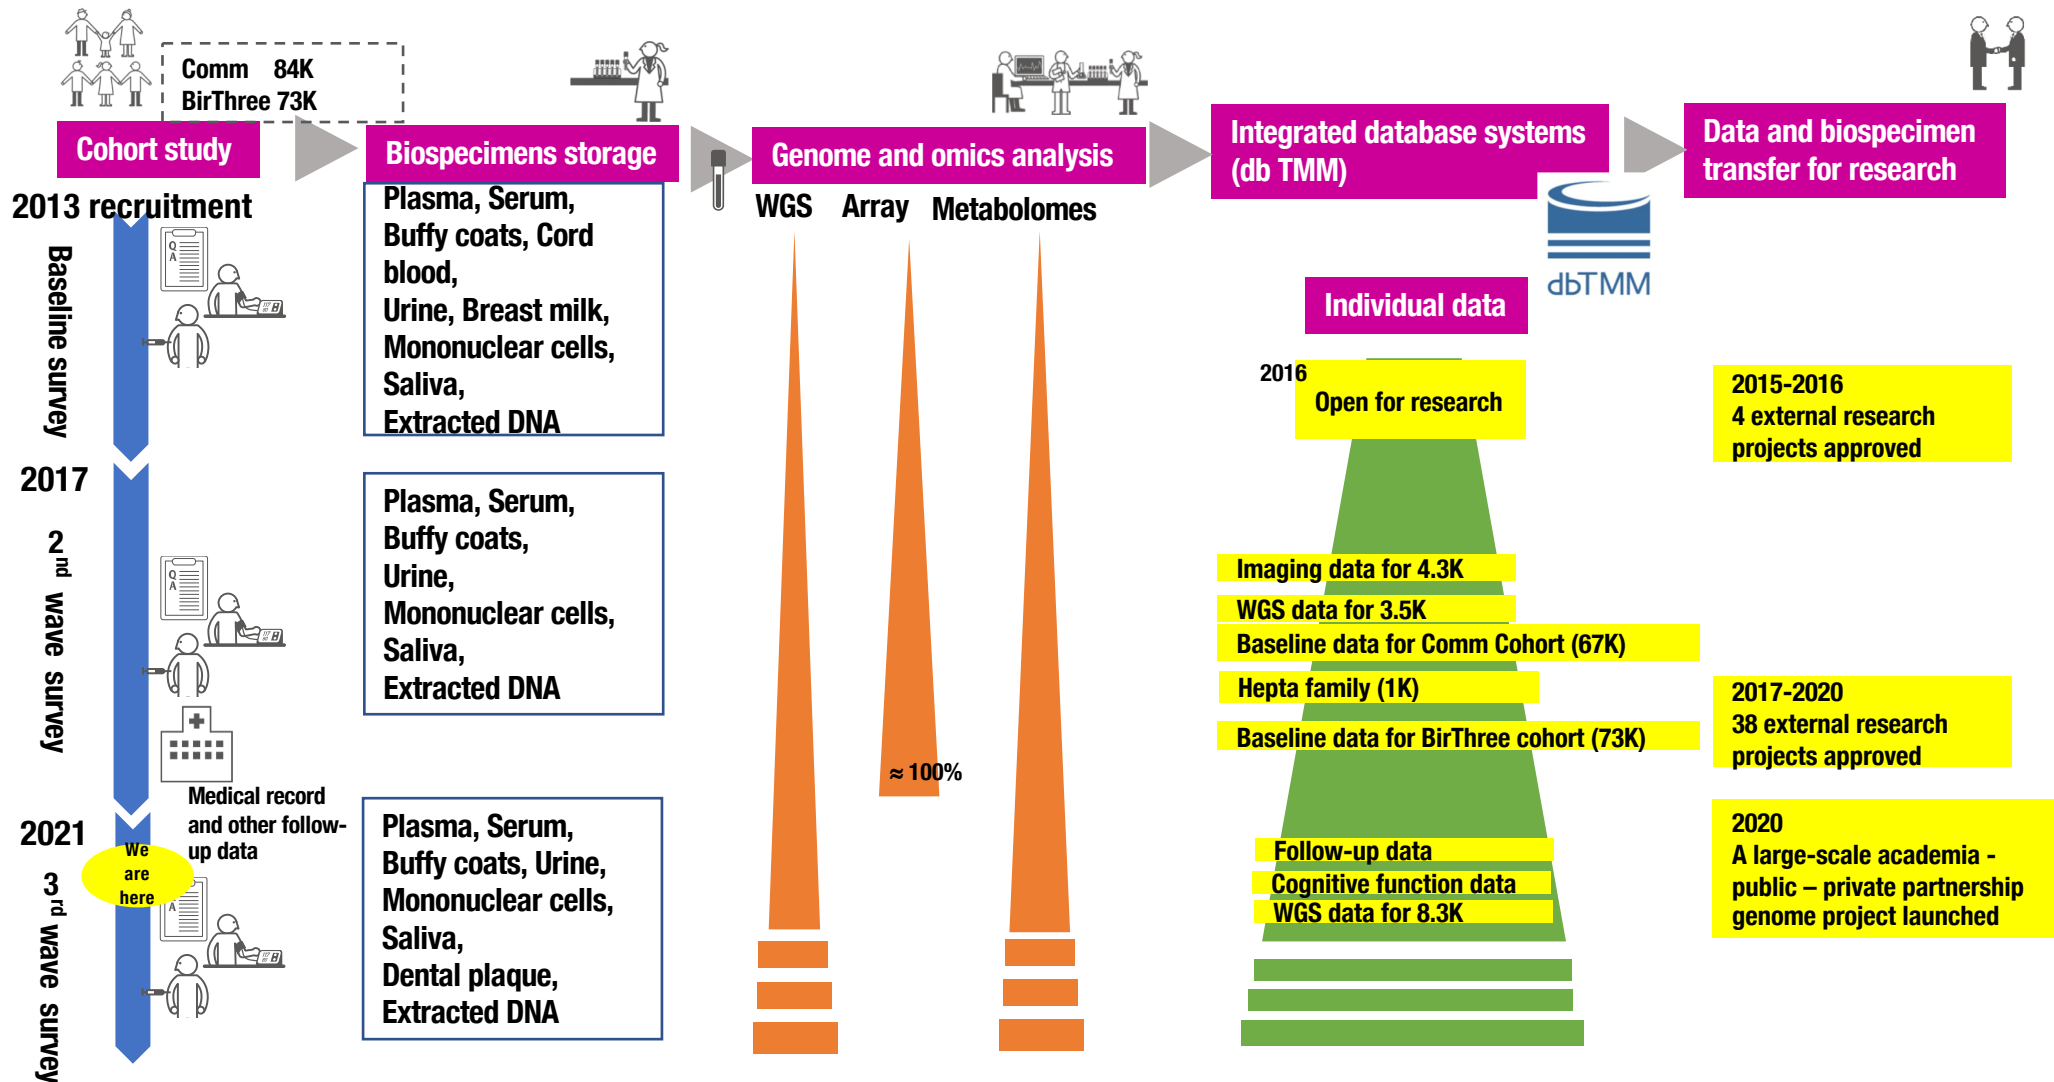 Comm 84K
BirThree 73K
Cohort study
Biospecimens storage
Genome and omics analysis
Integrated database systems
(db TMM)
Data and biospecimen
transfer for research
2013 recruitment
Baseline survey
Q
A
117
80
2017
2nd wave survey
Q
A
117
80
Medical record
and other follow-
up data
2021
We
are
here
3rd wave survey
A
117
80
Plasma, Serum,
Buffy coats, Cord
blood,
Urine, Breast milk,
Mononuclear cells,
Saliva,
Extracted DNA
Plasma, Serum,
Buffy coats,
Urine,
Mononuclear cells,
Saliva,
Extracted DNA
Plasma, Serum,
Buffy coats, Urine,
Mononuclear cells,
Saliva,
Dental plaque,
Extracted DNA
WGS Array Metabolomes
≈ 100%
dbTMM
Individual data
2016
Open for research
Imaging data for 4.3K
WGS data for 3.5K
Baseline data for Comm Cohort (67K)
Hepta family (1K)
Baseline data for BirThree cohort (73K)
Follow-up data
Cognitive function data
WGS data for 8.3K
2015-2016
4 external research
projects approved
2017-2020
38 external research
projects approved
2020
A large-scale academia -
public – private partnership
genome project launched